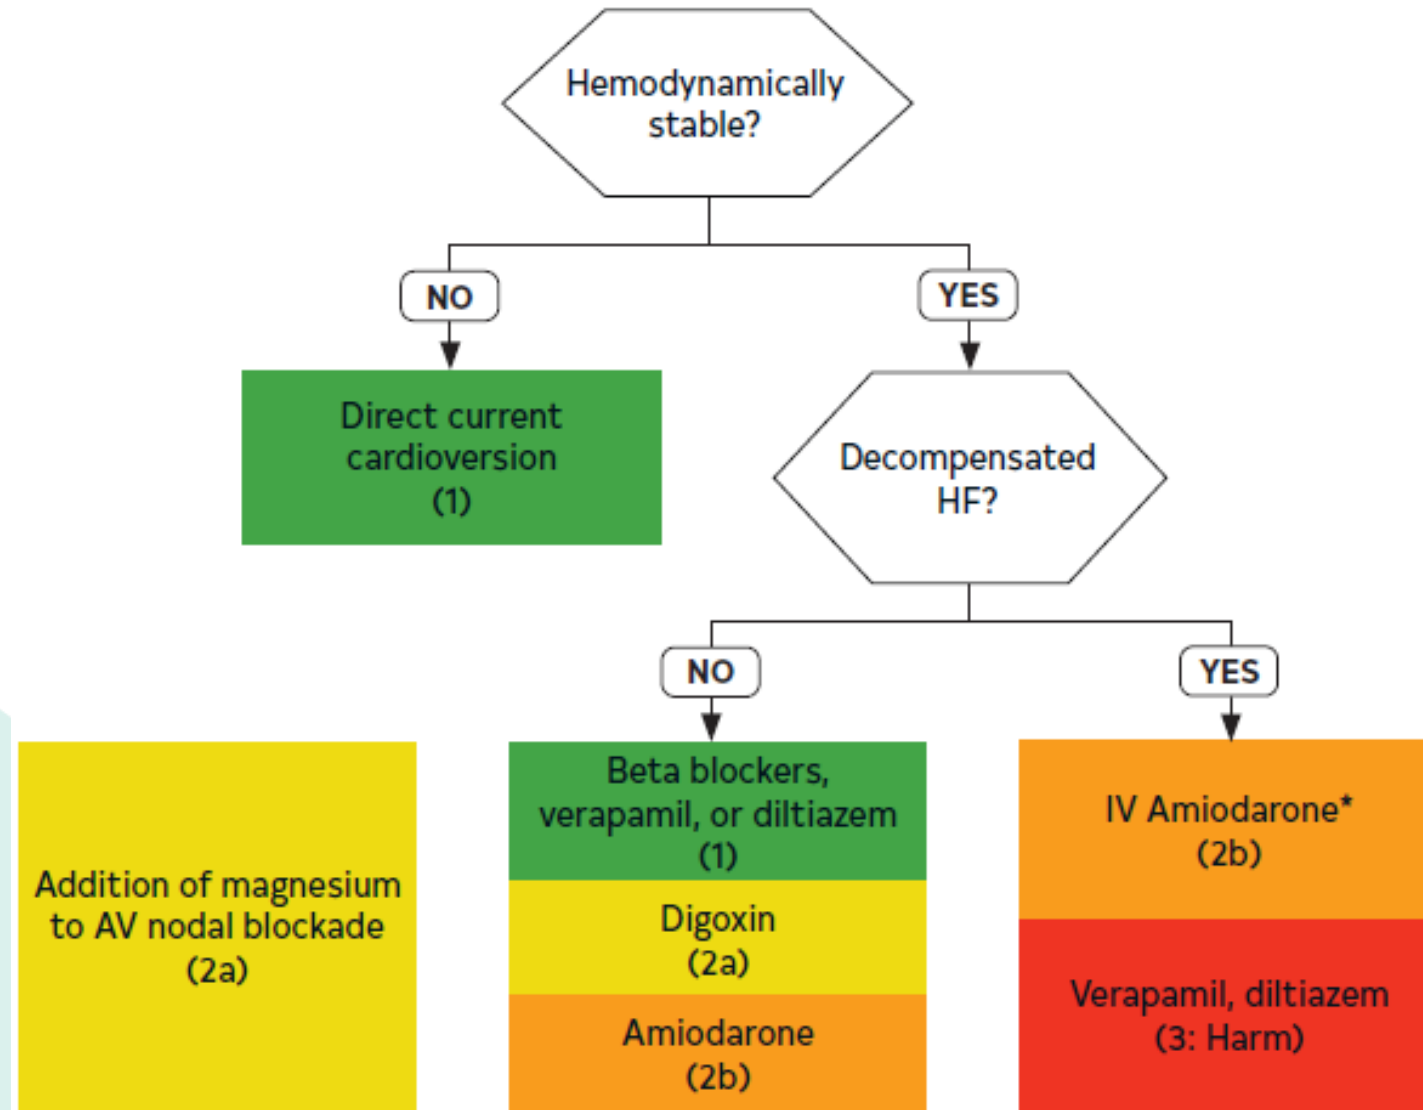 Hemodynamically
stable?
NO
YES
Direct current
cardioversion
(1)
Decompensated
HF?
NO
YES
Addition of magnesium
to AV nodal blockade
(2a)
Beta blockers,
verapamil, or diltiazem
(1)
Digoxin
(2a)
Amiodarone
(2b)
IV Amiodarone*
(2b)
Verapamil, diltiazem
(3: Harm)